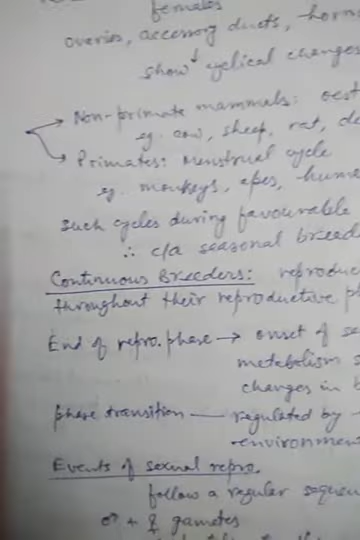 females
ovaries, accessory ducts, horm
show cyclical changes
Non-primate mammals: oest
eg. cow, sheep, rat, de
Primates: menstrual cycle
eg. monkeys, apes, huma
such cycles during favourable
∴ c/a seasonal breed
Continuous Breeders: reproduc
throughout their reproductive ph
End of repro. phase → onset of se
metabolism s
changes in
phase transition — regulated by
environmen
Events of sexual repro.
follow a regular sequen
♂ + ♀ gametes